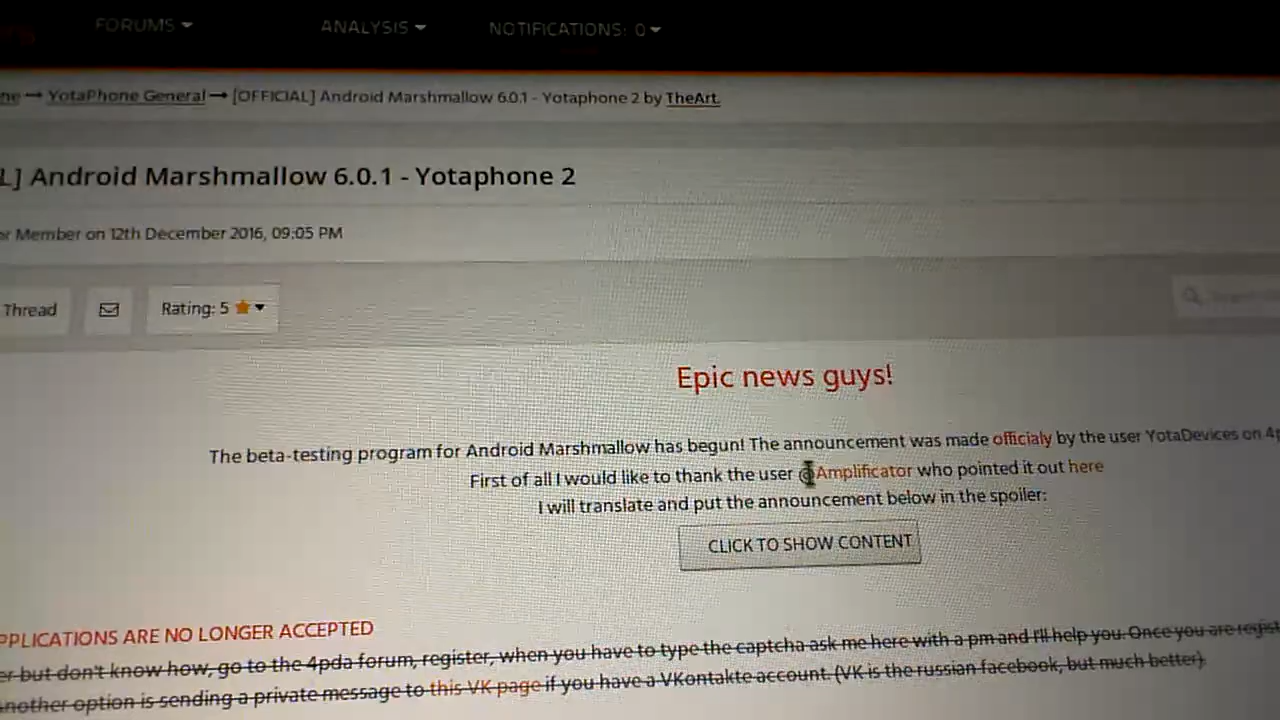 FORUMS ANALYSIS NOTIFICATIONS: 0
ne → YotaPhone General → [OFFICIAL] Android Marshmallow 6.0.1 - Yotaphone 2 by TheArt.
L] Android Marshmallow 6.0.1 - Yotaphone 2
or Member on 12th December 2016, 09:05 PM
Thread Rating: 5
Epic news guys!
The beta-testing program for Android Marshmallow has begun! The announcement was made officialy by the user YotaDevices on 4p
First of all I would like to thank the user @Amplificator who pointed it out here
I will translate and put the announcement below in the spoiler:
CLICK TO SHOW CONTENT
PPLICATIONS ARE NO LONGER ACCEPTED
er but don't know how, go to the 4pda forum, register, when you have to type the captcha ask me here with a pm and I'll help you. Once you are regist
nother option is sending a private message to this VK page if you have a VKontakte account. (VK is the russian facebook, but much better).